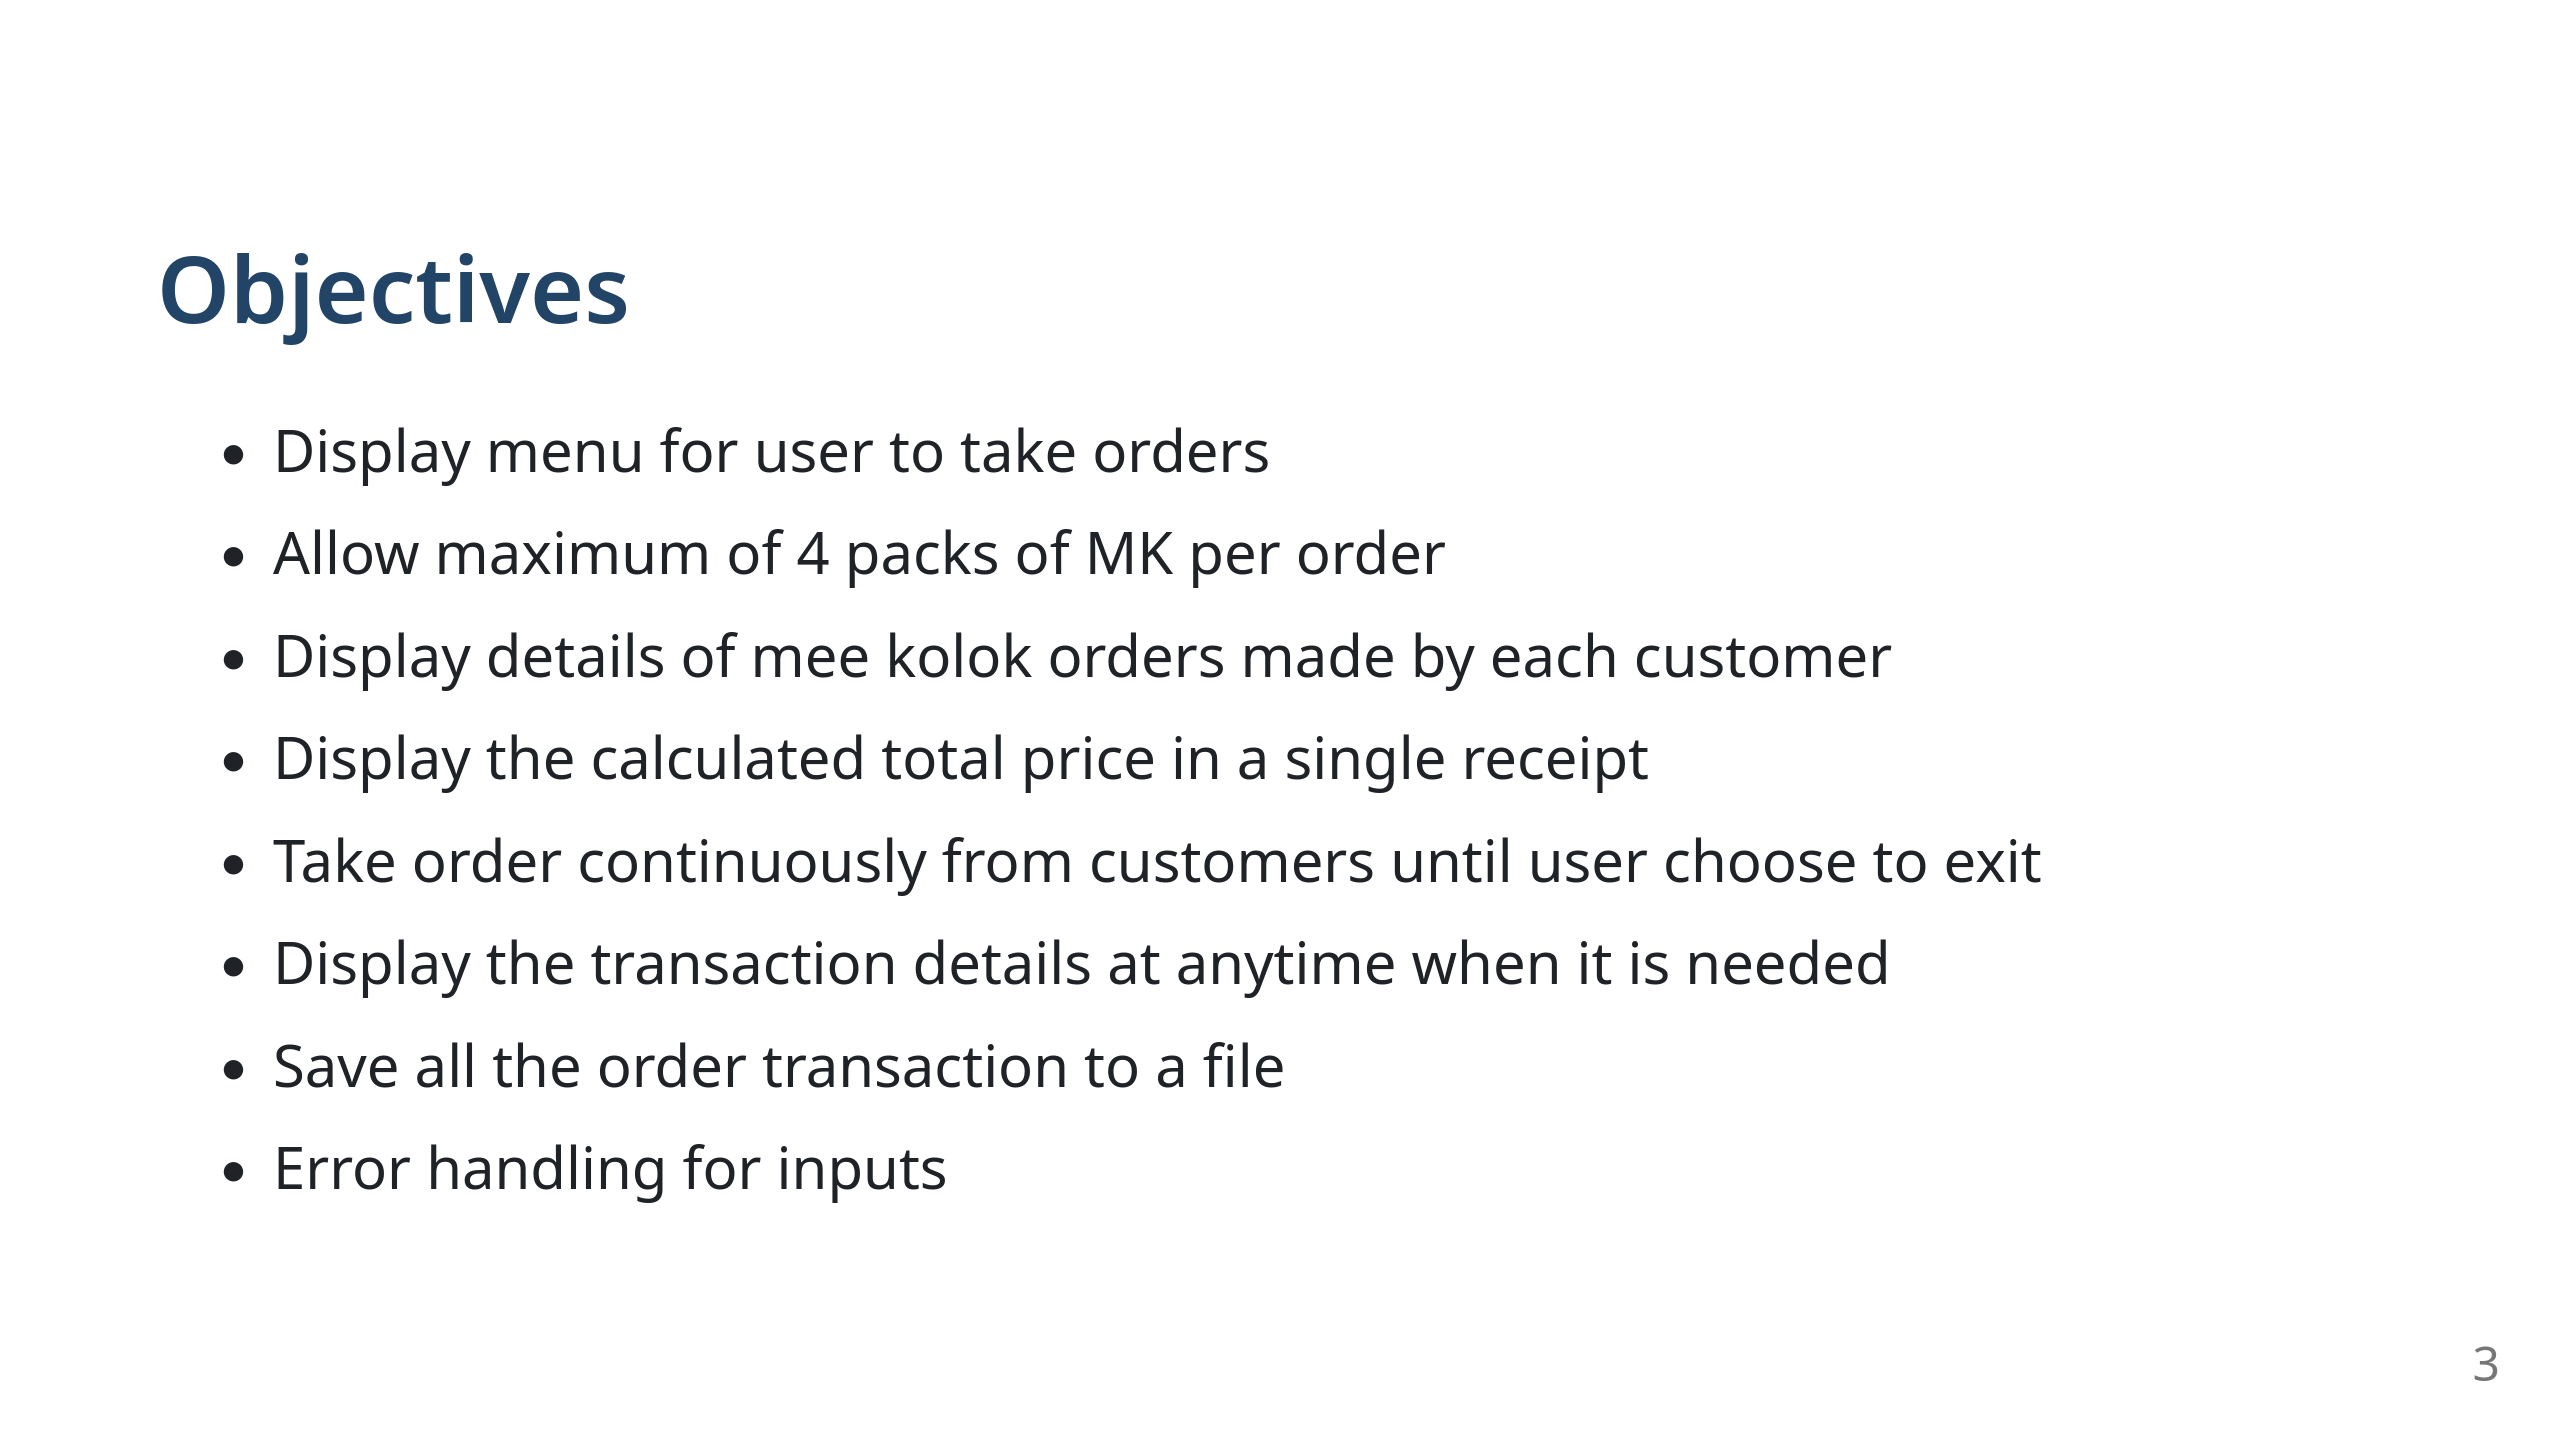 Objectives
• Display menu for user to take orders
• Allow maximum of 4 packs of MK per order
• Display details of mee kolok orders made by each customer
• Display the calculated total price in a single receipt
• Take order continuously from customers until user choose to exit
• Display the transaction details at anytime when it is needed
• Save all the order transaction to a file
• Error handling for inputs
3